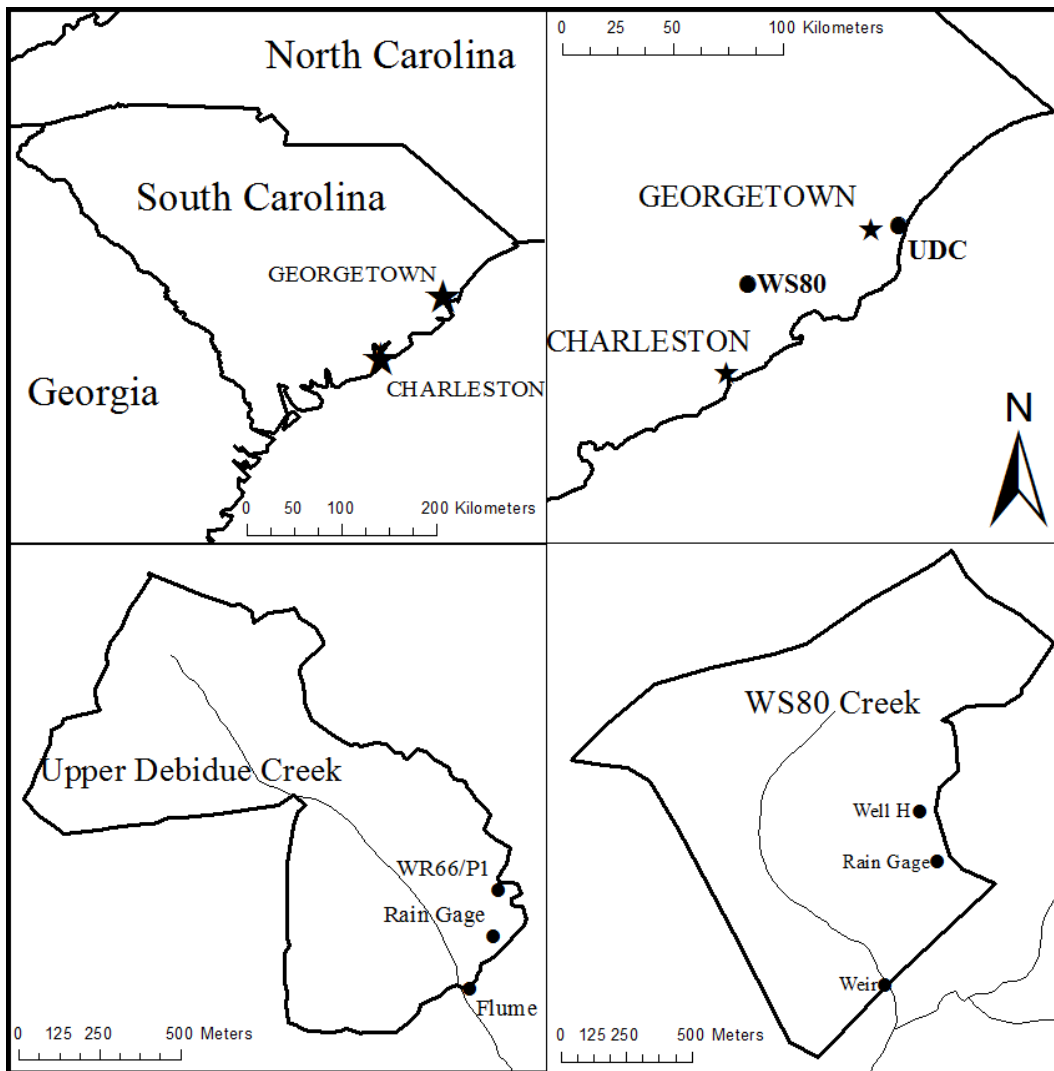 North Carolina
South Carolina
GEORGETOWN
CHARLESTON
Georgia
0 50 100 200 Kilometers
0 25 50 100 Kilometers
GEORGETOWN
UDC
WS80
CHARLESTON
N
Upper Debidue Creek
WR66/P1
Rain Gage
Flume
0 125 250 500 Meters
WS80 Creek
Well H
Rain Gage
Weir
0 125 250 500 Meters